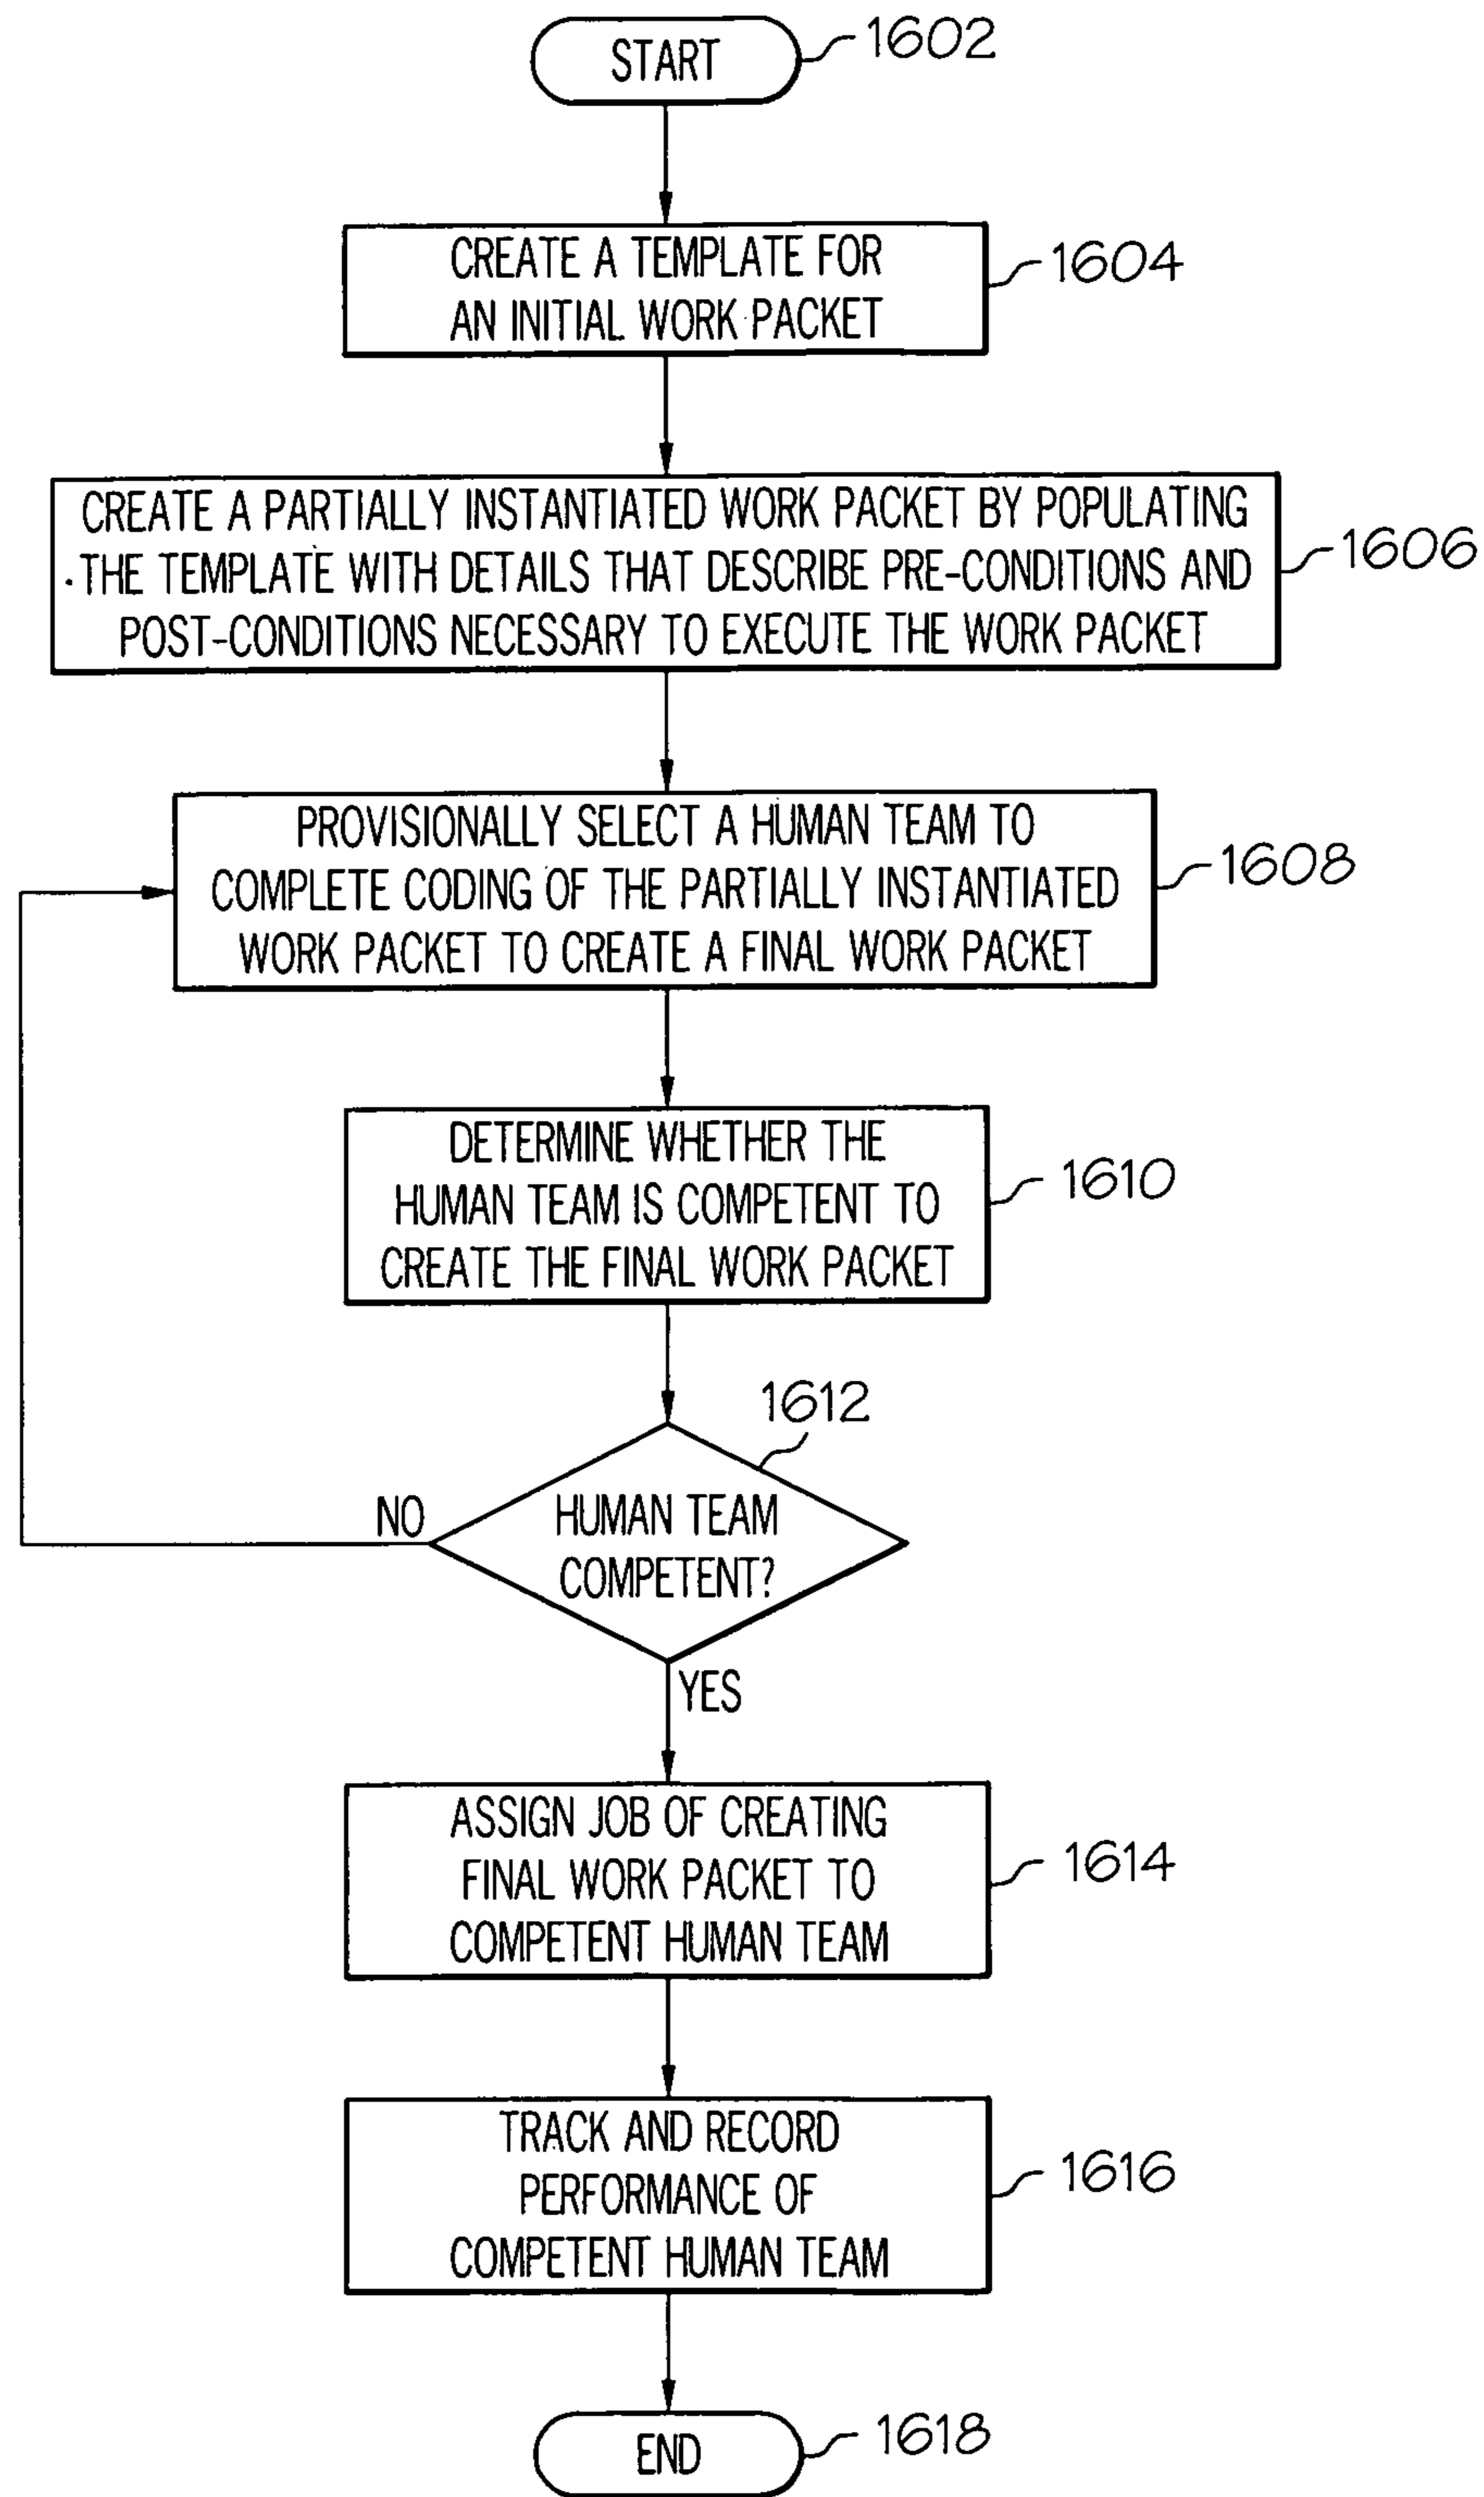 START
1602
CREATE A TEMPLATE FOR
AN INITIAL WORK PACKET
1604
CREATE A PARTIALLY INSTANTIATED WORK PACKET BY POPULATING
THE TEMPLATE WITH DETAILS THAT DESCRIBE PRE-CONDITIONS AND
POST-CONDITIONS NECESSARY TO EXECUTE THE WORK PACKET
1606
PROVISIONALLY SELECT A HUMAN TEAM TO
COMPLETE CODING OF THE PARTIALLY INSTANTIATED
WORK PACKET TO CREATE A FINAL WORK PACKET
1608
DETERMINE WHETHER THE
HUMAN TEAM IS COMPETENT TO
CREATE THE FINAL WORK PACKET
1610
1612
HUMAN TEAM
COMPETENT?
NO
YES
ASSIGN JOB OF CREATING
FINAL WORK PACKET TO
COMPETENT HUMAN TEAM
1614
TRACK AND RECORD
PERFORMANCE OF
COMPETENT HUMAN TEAM
1616
END
1618